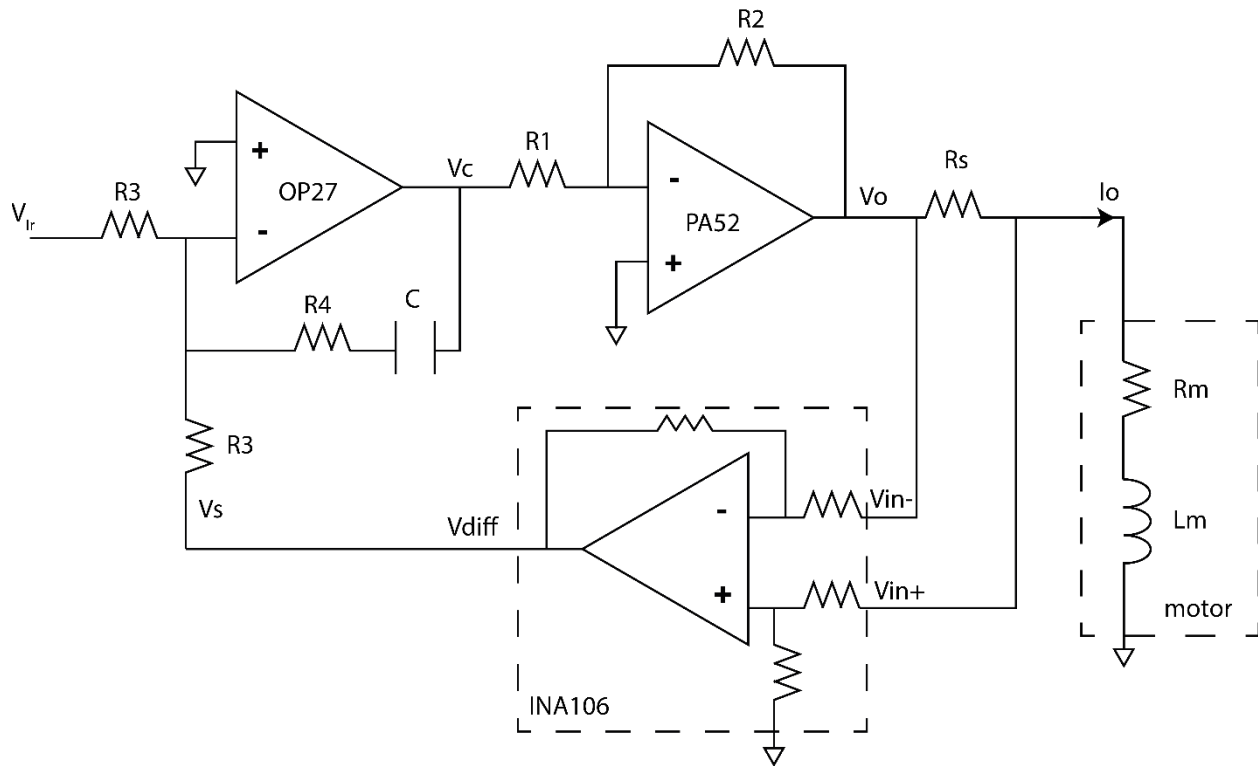 R2
R1
Vc
R3
V_Ir
+
OP27
-
-
PA52
+
Vo
Rs
Io
R4
C
R3
Vs
Vdiff
-
+
Vin-
Vin+
INA106
Rm
Lm
motor